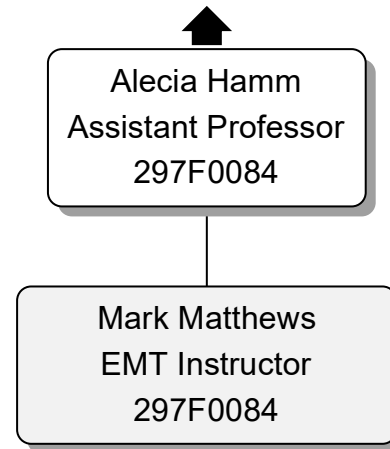 Alecia Hamm
Assistant Professor
297F0084
Mark Matthews
EMT Instructor
297F0084